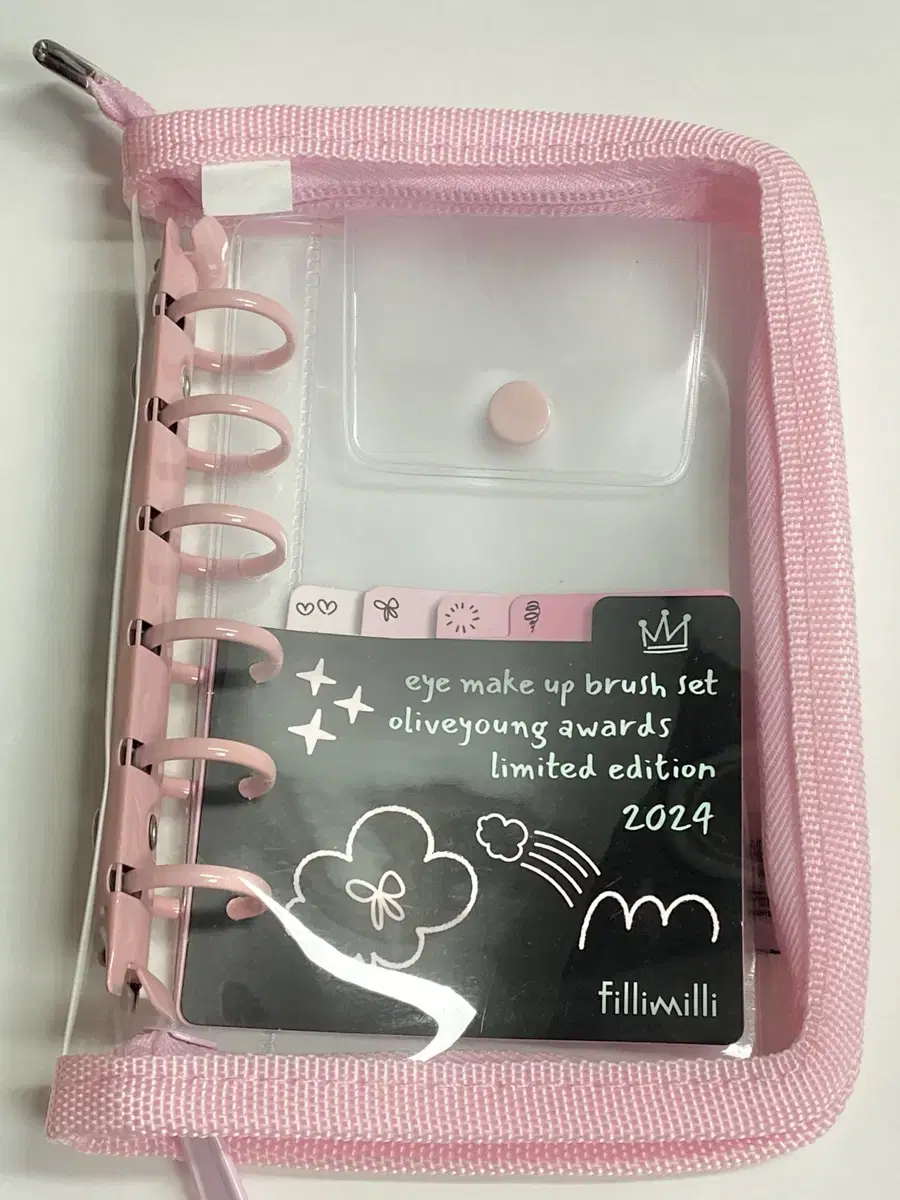 eye make up brush set
oliveyoung awards
limited edition
2024
fillimilli